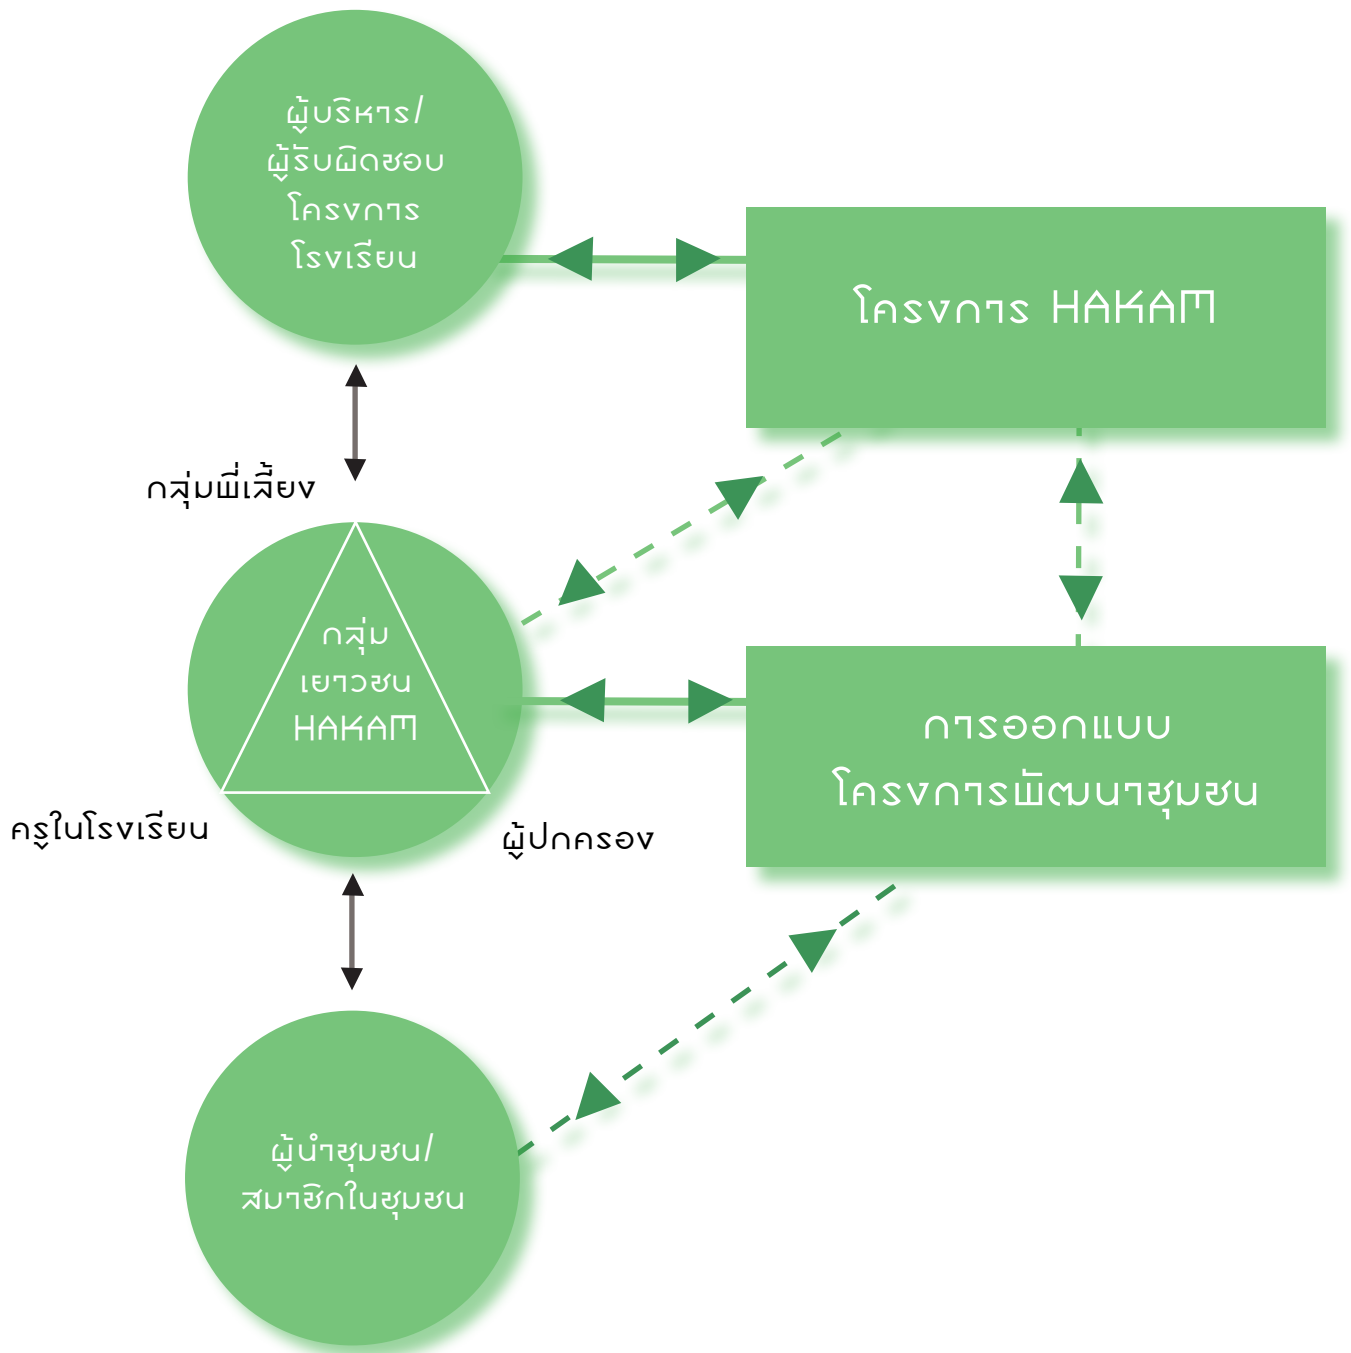 ผู้บริหาร/
ผู้รับผิดชอบ
โครงการ
โรงเรียน
โครงการ HAKAM
กลุ่มพี่เลี้ยง
กลุ่ม
เยาวชน
HAKAM
ครูในโรงเรียน
ผู้ปกครอง
การออกแบบ
โครงการพัฒนาชุมชน
ผู้นำชุมชน/
สมาชิกในชุมชน